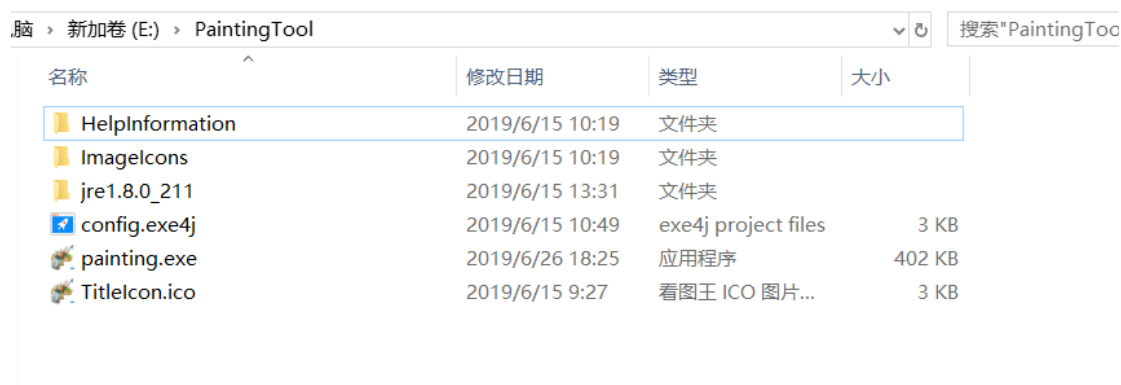 脑 › 新加卷 (E:) › PaintingTool 搜索"PaintingToo
名称 修改日期 类型 大小
HelpInformation 2019/6/15 10:19 文件夹
ImageIcons 2019/6/15 10:19 文件夹
jre1.8.0_211 2019/6/15 13:31 文件夹
config.exe4j 2019/6/15 10:49 exe4j project files 3 KB
painting.exe 2019/6/26 18:25 应用程序 402 KB
TitleIcon.ico 2019/6/15 9:27 看图王 ICO 图片... 3 KB